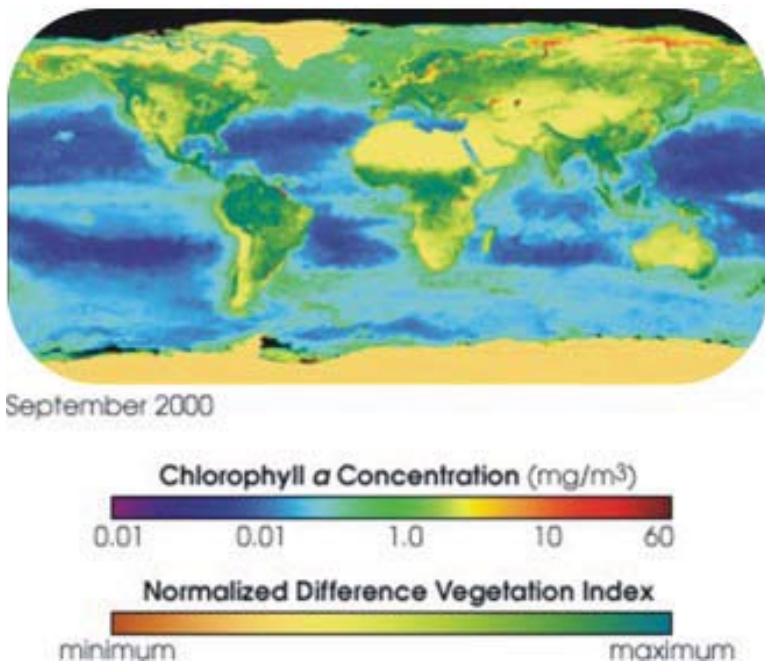 September 2000
Chlorophyll a Concentration (mg/m³)
0.01 0.01 1.0 10 60
Normalized Difference Vegetation Index
minimum maximum